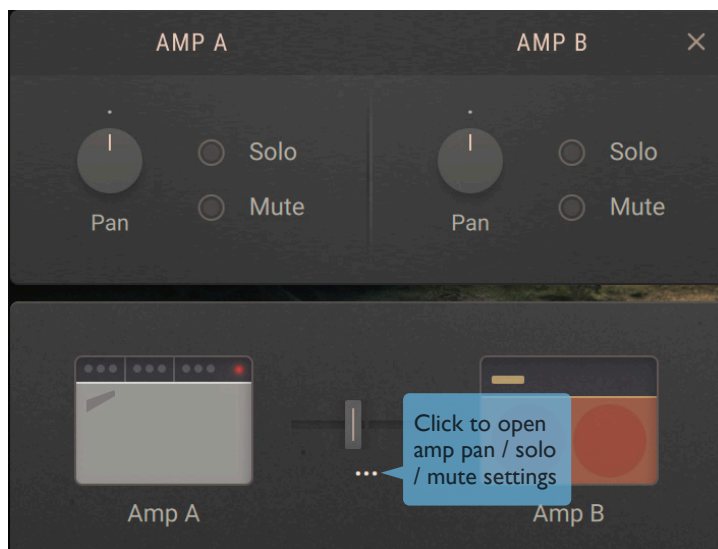 AMP A
AMP B
Solo
Mute
Pan
Solo
Mute
Pan
Click to open
amp pan / solo
/ mute settings
Amp A
Amp B